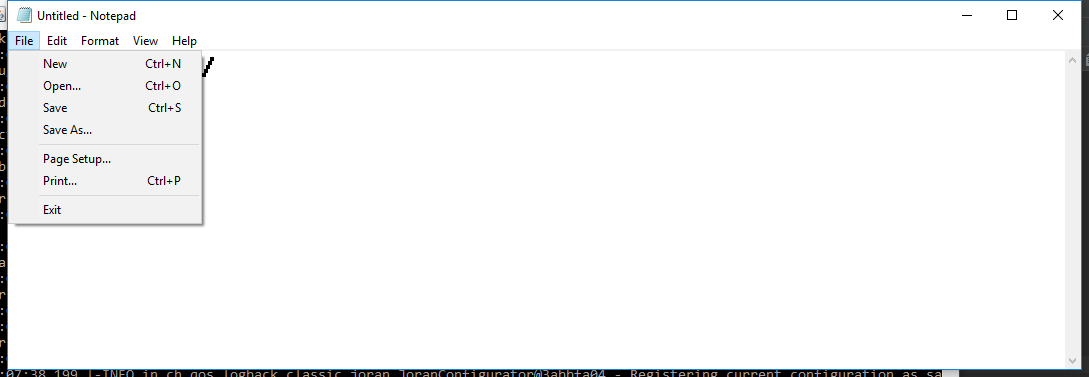 Untitled - Notepad
File Edit Format View Help
New Ctrl+N
Open... Ctrl+O
Save Ctrl+S
Save As...
Page Setup...
Print... Ctrl+P
Exit
:07:38,199 |-INFO in ch.qos.logback.classic.joran.JoranConfigurator@3abbfa04 - Registering current configuration as sa